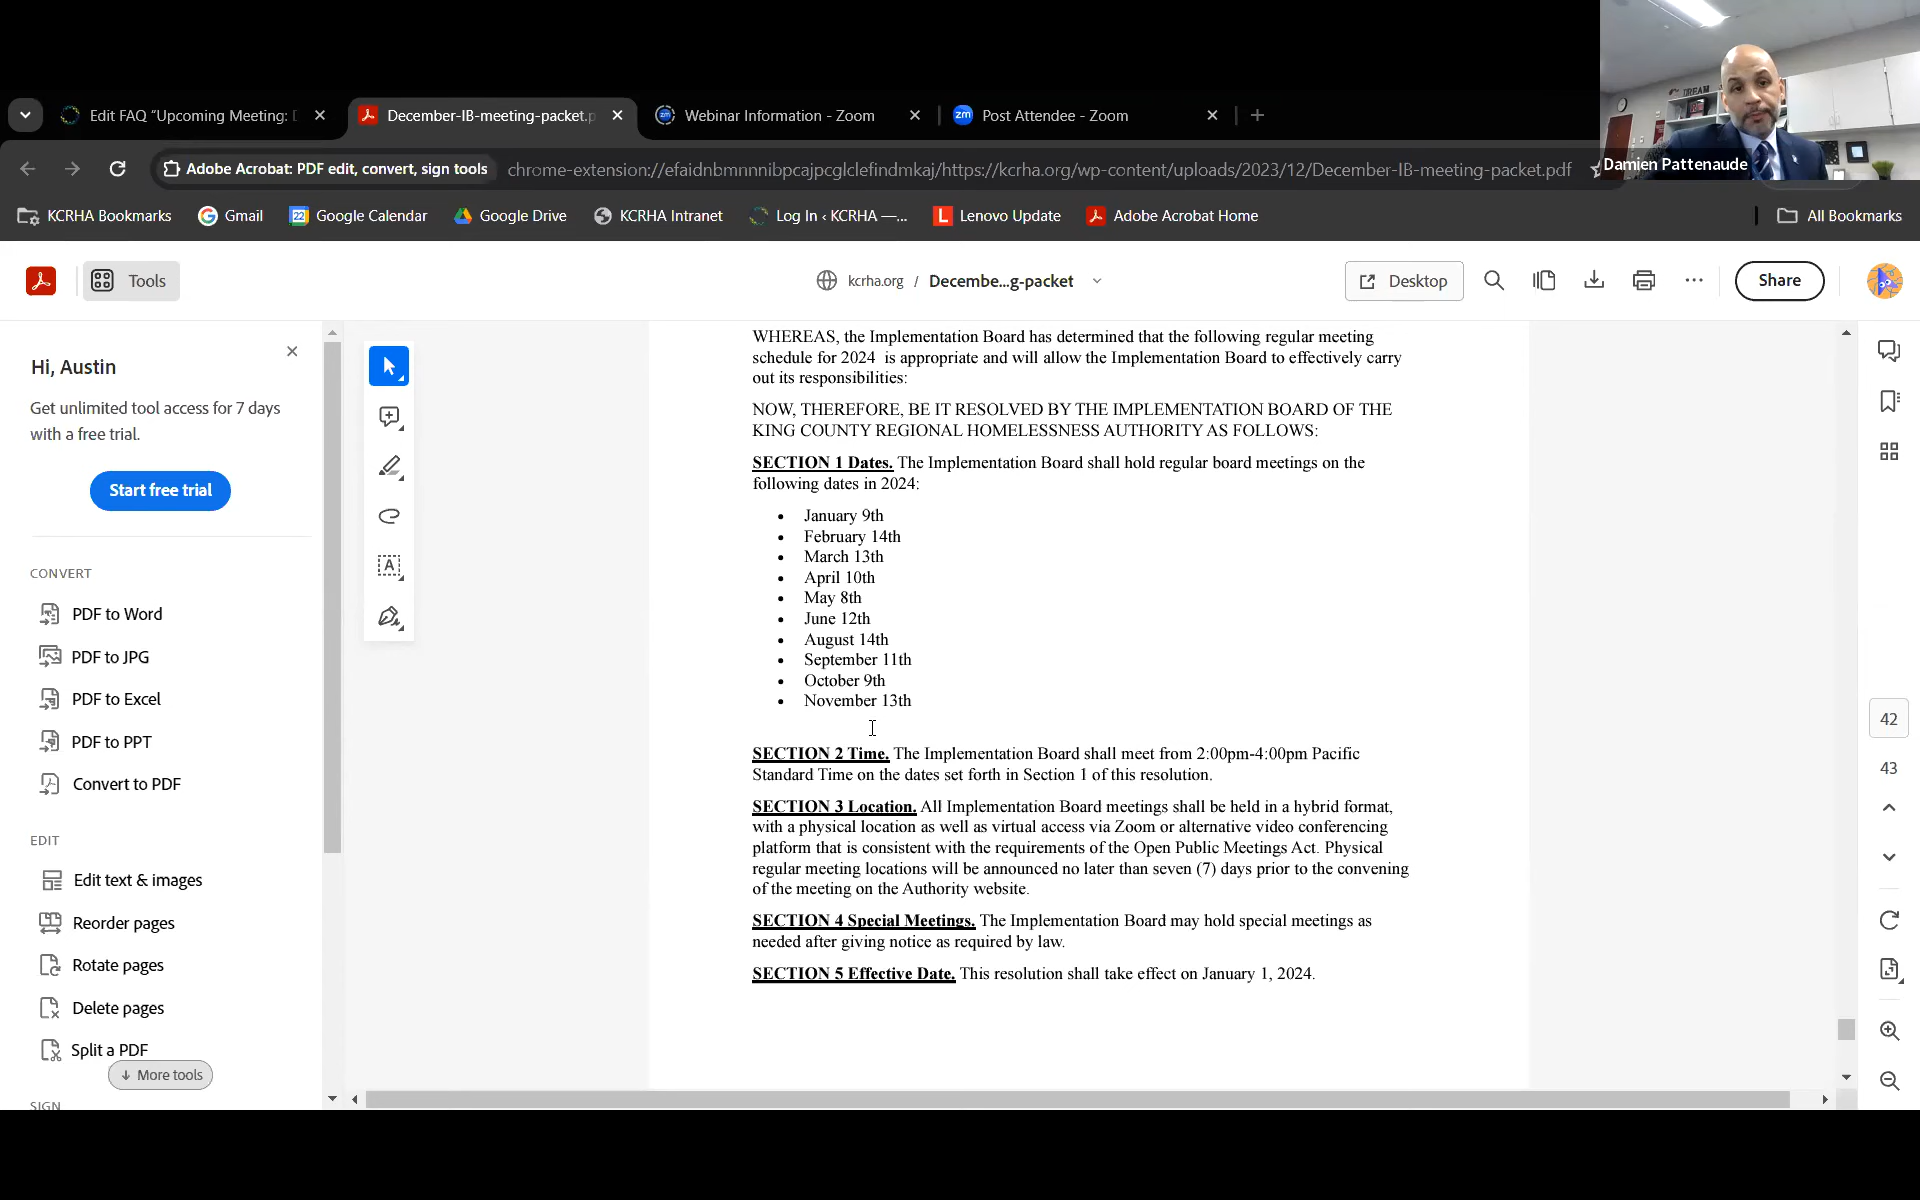 DREAM
Damien Pattenaude
Edit FAQ “Upcoming Meeting: D
December-IB-meeting-packet.p
Webinar Information - Zoom
Post Attendee - Zoom
Adobe Acrobat: PDF edit, convert, sign tools
chrome-extension://efaidnbmnnnibpcajpcglclefindmkaj/https://kcrha.org/wp-content/uploads/2023/12/December-IB-meeting-packet.pdf
KCRHA Bookmarks
Gmail
Google Calendar
Google Drive
KCRHA Intranet
Log In ‹ KCRHA —...
Lenovo Update
Adobe Acrobat Home
All Bookmarks
Tools
kcrha.org / Decembe...g-packet
Desktop
Share
Hi, Austin
Get unlimited tool access for 7 days
with a free trial.
Start free trial
CONVERT
PDF to Word
PDF to JPG
PDF to Excel
PDF to PPT
Convert to PDF
EDIT
Edit text & images
Reorder pages
Rotate pages
Delete pages
Split a PDF
More tools
SIGN
WHEREAS, the Implementation Board has determined that the following regular meeting
schedule for 2024 is appropriate and will allow the Implementation Board to effectively carry
out its responsibilities:
NOW, THEREFORE, BE IT RESOLVED BY THE IMPLEMENTATION BOARD OF THE
KING COUNTY REGIONAL HOMELESSNESS AUTHORITY AS FOLLOWS:
SECTION 1 Dates. The Implementation Board shall hold regular board meetings on the
following dates in 2024:
• January 9th
• February 14th
• March 13th
• April 10th
• May 8th
• June 12th
• August 14th
• September 11th
• October 9th
• November 13th
SECTION 2 Time. The Implementation Board shall meet from 2:00pm-4:00pm Pacific
Standard Time on the dates set forth in Section 1 of this resolution.
SECTION 3 Location. All Implementation Board meetings shall be held in a hybrid format,
with a physical location as well as virtual access via Zoom or alternative video conferencing
platform that is consistent with the requirements of the Open Public Meetings Act. Physical
regular meeting locations will be announced no later than seven (7) days prior to the convening
of the meeting on the Authority website.
SECTION 4 Special Meetings. The Implementation Board may hold special meetings as
needed after giving notice as required by law.
SECTION 5 Effective Date. This resolution shall take effect on January 1, 2024.
42
43